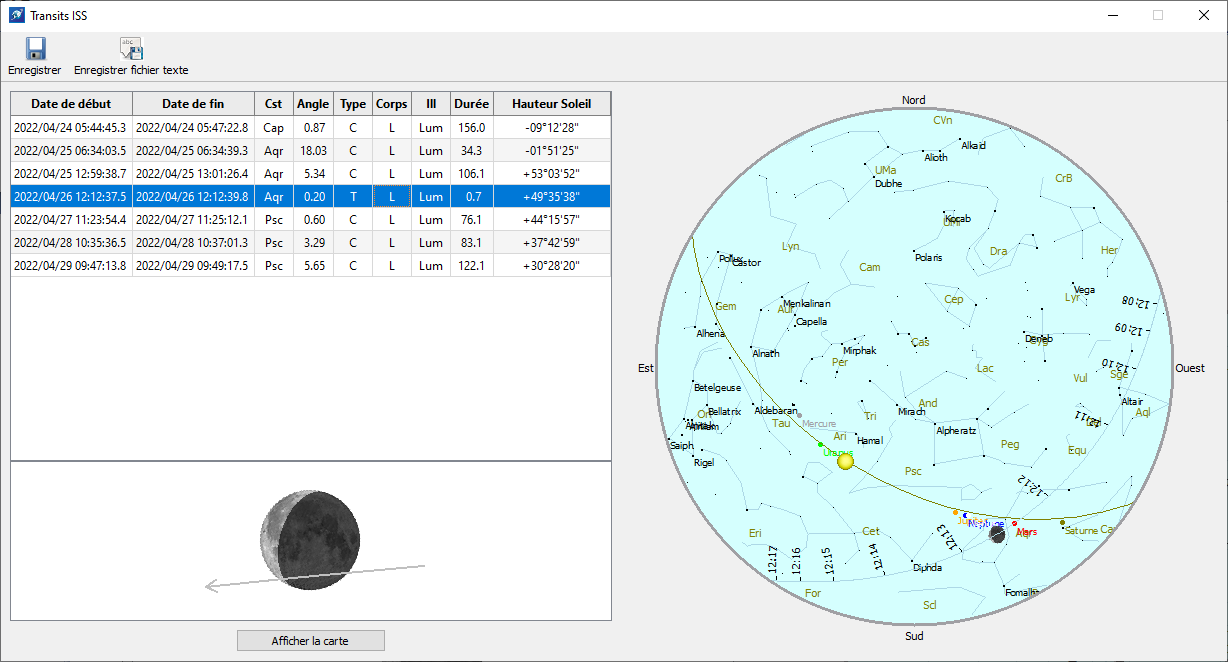 Transits ISS
Enregistrer Enregistrer fichier texte
Date de début Date de fin Cst Angle Type Corps Ill Durée Hauteur Soleil
2022/04/24 05:44:45.3 2022/04/24 05:47:22.8 Cap 0.87 C L Lum 156.0 -09°12'28"
2022/04/25 06:34:03.5 2022/04/25 06:34:39.3 Aqr 18.03 C L Lum 34.3 -01°51'25"
2022/04/25 12:59:38.7 2022/04/25 13:01:26.4 Aqr 5.34 C L Lum 106.1 +53°03'52"
2022/04/26 12:12:37.5 2022/04/26 12:12:39.8 Aqr 0.20 T L Lum 0.7 +49°35'38"
2022/04/27 11:23:54.4 2022/04/27 11:25:12.1 Psc 0.60 C L Lum 76.1 +44°15'57"
2022/04/28 10:35:36.5 2022/04/28 10:37:01.3 Psc 3.29 C L Lum 83.1 +37°42'59"
2022/04/29 09:47:13.8 2022/04/29 09:49:17.5 Psc 5.65 C L Lum 122.1 +30°28'20"
Afficher la carte
Nord
CVn
Alkaid
Alioth
UMa
Dubhe
CrB
Kocab
Lyn
Dra
Her
Polaris
Castor
Cam
Vega
Lyr
Cep
12:08
Gem
Menkalinan
Aur
Capella
12:09
Alhena
Deneb
Cas
Alnath
Mirphak
Per
12:10
Est
Lac
Ouest
Vul
Sge
Betelgeuse
Altair
Bellatrix
Aldebaran
And
Mirach
Aql
Tau
Mercure
Tri
12:11
Alpheratz
Saiph
Ari
Hamal
Peg
Equ
Uranus
Rigel
Psc
12:12
Neptune
Mars
Saturne
Eri
Cet
12:13
12:17
12:16
12:15
12:14
Diphda
For
Scl
Sud